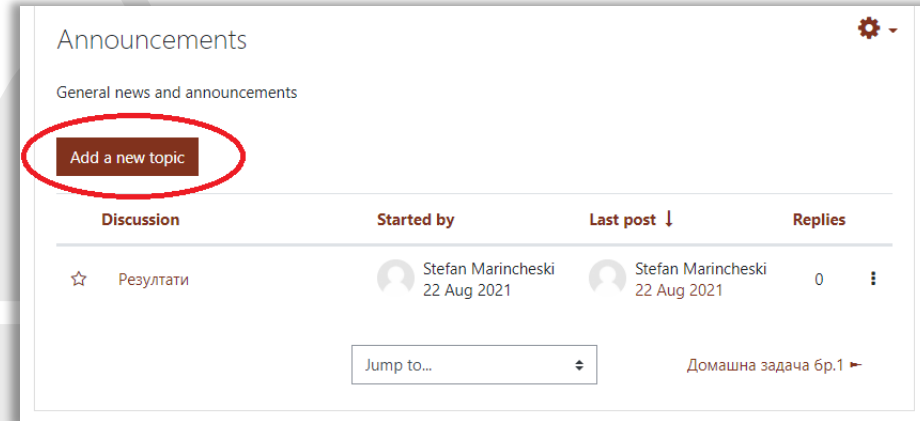 Announcements
General news and announcements
Add a new topic
Discussion Started by Last post ↓ Replies
Резултати Stefan Marincheski Stefan Marincheski 0
22 Aug 2021 22 Aug 2021
Jump to... Домашна задача бр.1